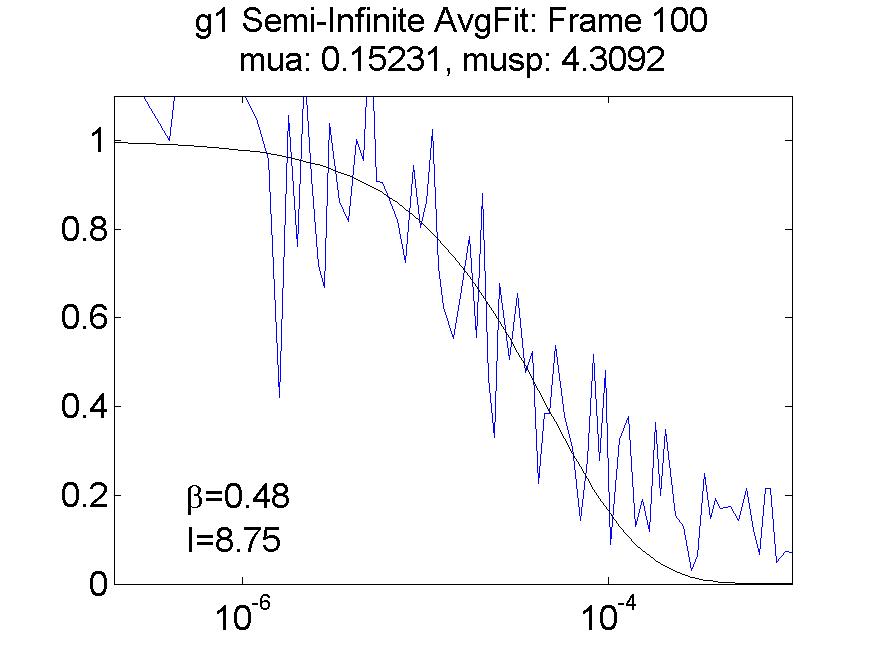 g1 Semi-Infinite AvgFit: Frame 100
mua: 0.15231, musp: 4.3092
1
0.8
0.6
0.4
0.2
0
β=0.48
I=8.75
10^-6
10^-4